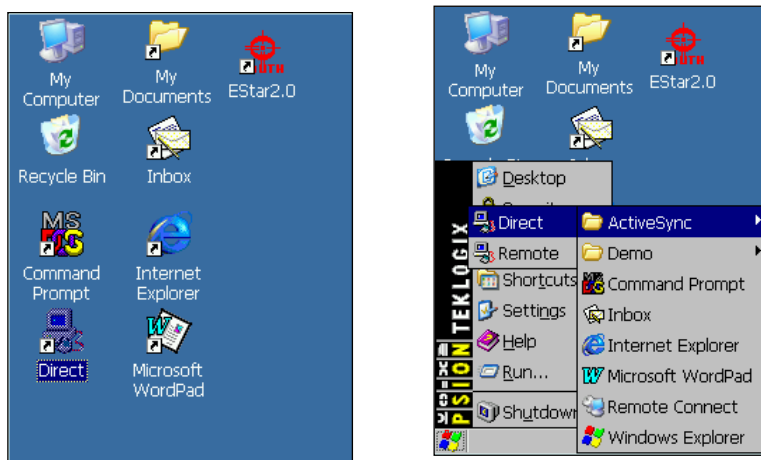 My Computer
My Documents
EStar2.0
Recycle Bin
Inbox
MS
Command Prompt
Internet Explorer
Direct
Microsoft WordPad
My Computer
My Documents
EStar2.0
PSION TEKLOGIX
Desktop
Direct
Remote
Shortcuts
Settings
Help
Run...
Shutdown
ActiveSync
Demo
Command Prompt
Inbox
Internet Explorer
Microsoft WordPad
Remote Connect
Windows Explorer